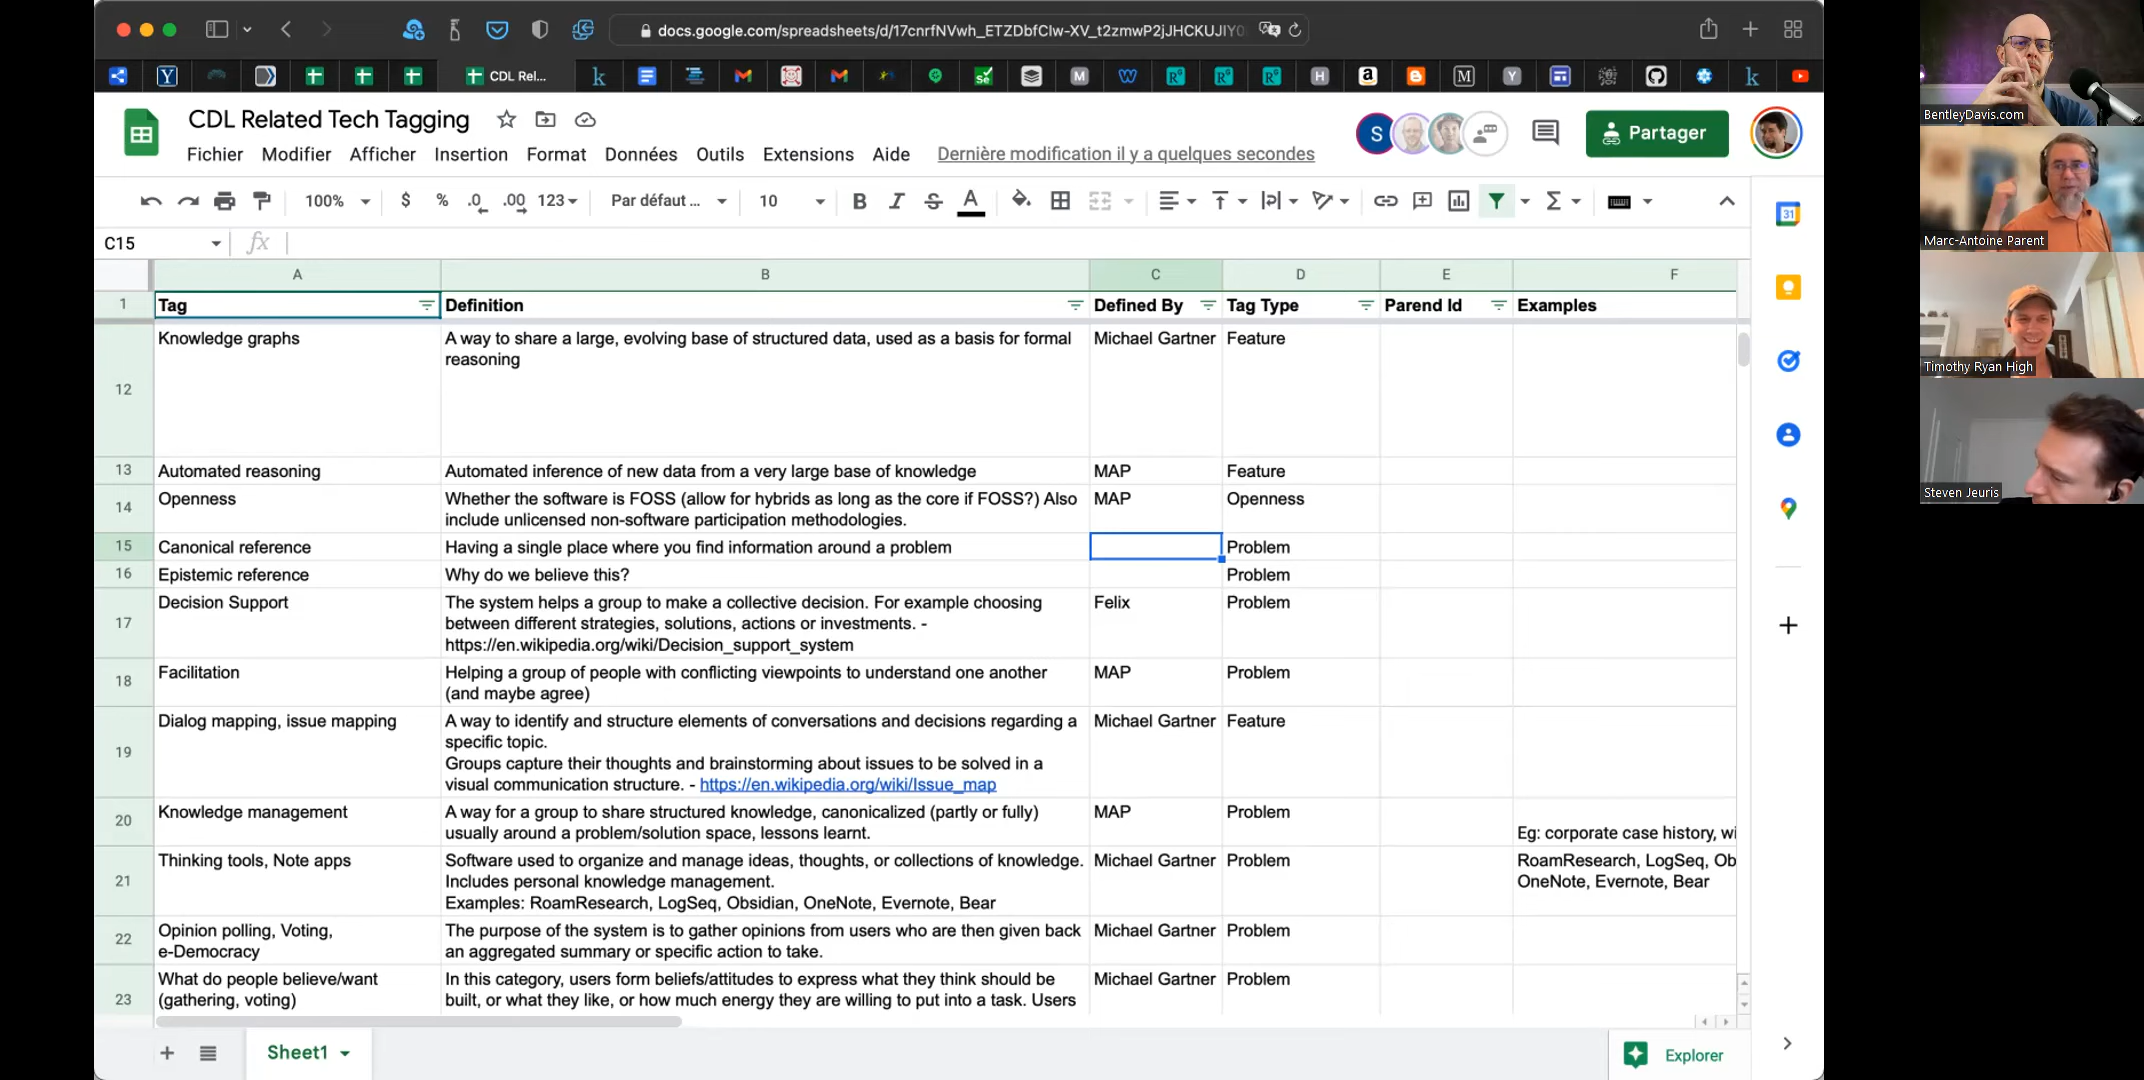 docs.google.com/spreadsheets/d/17cnrfNVwh_ETZDbfClw-XV_t2zmwP2jJHCKUJIY0
CDL Rel...
CDL Related Tech Tagging
Fichier Modifier Afficher Insertion Format Données Outils Extensions Aide Dernière modification il y a quelques secondes
S
Partager
100% $ % .0 .00 123 Par défaut ... 10 B I S A
C15 fx
A B C D E F
1 Tag Definition Defined By Tag Type Parend Id Examples
12 Knowledge graphs A way to share a large, evolving base of structured data, used as a basis for formal Michael Gartner Feature
reasoning
13 Automated reasoning Automated inference of new data from a very large base of knowledge MAP Feature
14 Openness Whether the software is FOSS (allow for hybrids as long as the core if FOSS?) Also MAP Openness
include unlicensed non-software participation methodologies.
15 Canonical reference Having a single place where you find information around a problem Problem
16 Epistemic reference Why do we believe this? Problem
17 Decision Support The system helps a group to make a collective decision. For example choosing Felix Problem
between different strategies, solutions, actions or investments. -
https://en.wikipedia.org/wiki/Decision_support_system
18 Facilitation Helping a group of people with conflicting viewpoints to understand one another MAP Problem
(and maybe agree)
19 Dialog mapping, issue mapping A way to identify and structure elements of conversations and decisions regarding a Michael Gartner Feature
specific topic.
Groups capture their thoughts and brainstorming about issues to be solved in a
visual communication structure. - https://en.wikipedia.org/wiki/Issue_map
20 Knowledge management A way for a group to share structured knowledge, canonicalized (partly or fully) MAP Problem
usually around a problem/solution space, lessons learnt. Eg: corporate case history, wi
21 Thinking tools, Note apps Software used to organize and manage ideas, thoughts, or collections of knowledge. Michael Gartner Problem RoamResearch, LogSeq, Ob
Includes personal knowledge management. OneNote, Evernote, Bear
Examples: RoamResearch, LogSeq, Obsidian, OneNote, Evernote, Bear
22 Opinion polling, Voting, The purpose of the system is to gather opinions from users who are then given back Michael Gartner Problem
e-Democracy an aggregated summary or specific action to take.
23 What do people believe/want In this category, users form beliefs/attitudes to express what they think should be Michael Gartner Problem
(gathering, voting) built, or what they like, or how much energy they are willing to put into a task. Users
Sheet1
Explorer
31
BentleyDavis.com
Marc-Antoine Parent
Timothy Ryan High
Steven Jeuris